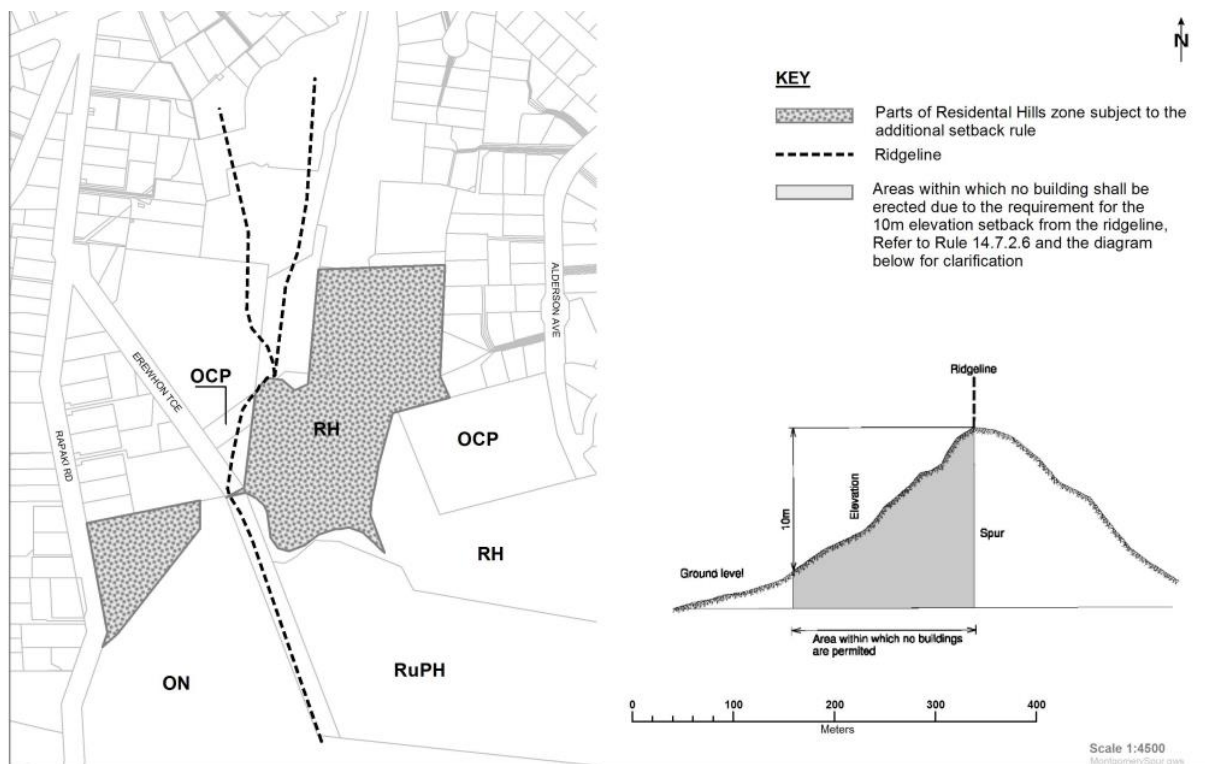 N
KEY
Parts of Residental Hills zone subject to the
additional setback rule
Ridgeline
Areas within which no building shall be
erected due to the requirement for the
10m elevation setback from the ridgeline,
Refer to Rule 14.7.2.6 and the diagram
below for clarification
ALDERSON AVE
EREWHON TCE
OCP
RAPAKI RD
RH
OCP
RH
ON
RuPH
Ridgeline
10m
Elevation
Spur
Ground level
Area within which no buildings
are permited
0 100 200 300 400
Meters
Scale 1:4500
MontgomerySpur.gws